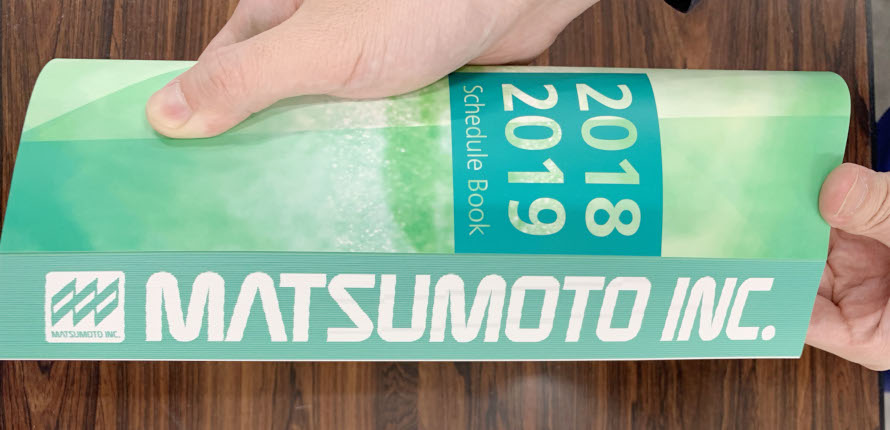 2018
2019
Schedule Book
MATSUMOTO INC.
MATSUMOTO INC.